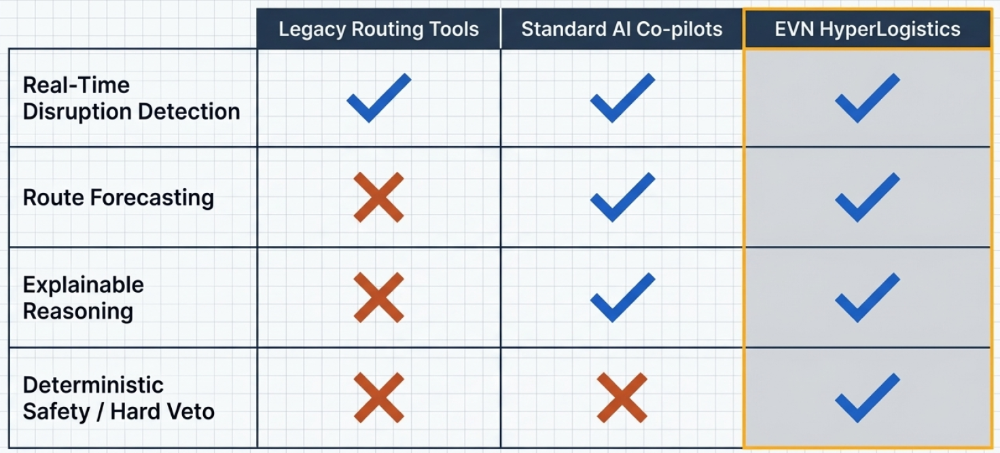 Legacy Routing Tools
Standard AI Co-pilots
EVN HyperLogistics
Real-Time
Disruption Detection
Route Forecasting
Explainable
Reasoning
Deterministic
Safety / Hard Veto